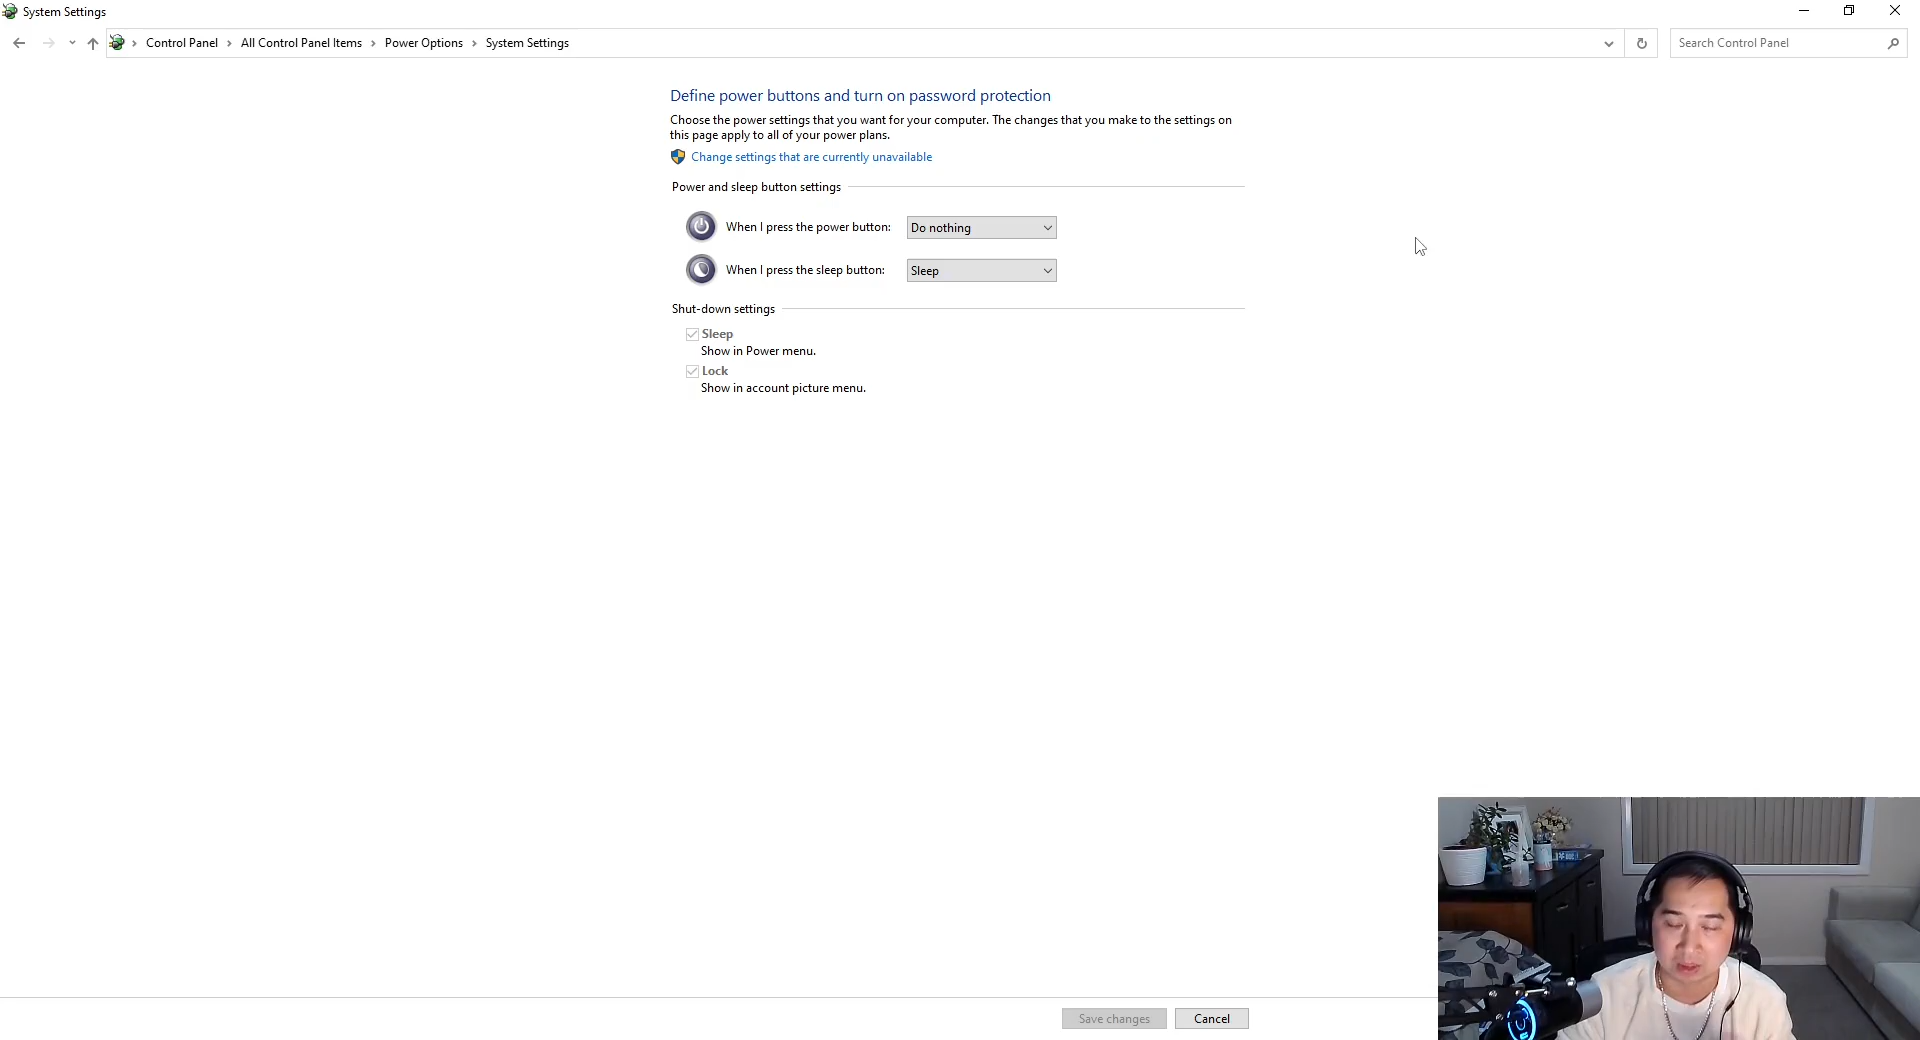 System Settings
Control Panel > All Control Panel Items > Power Options > System Settings
Search Control Panel
Define power buttons and turn on password protection
Choose the power settings that you want for your computer. The changes that you make to the settings on
this page apply to all of your power plans.
Change settings that are currently unavailable
Power and sleep button settings
When I press the power button: Do nothing
When I press the sleep button: Sleep
Shut-down settings
Sleep
Show in Power menu.
Lock
Show in account picture menu.
Save changes Cancel